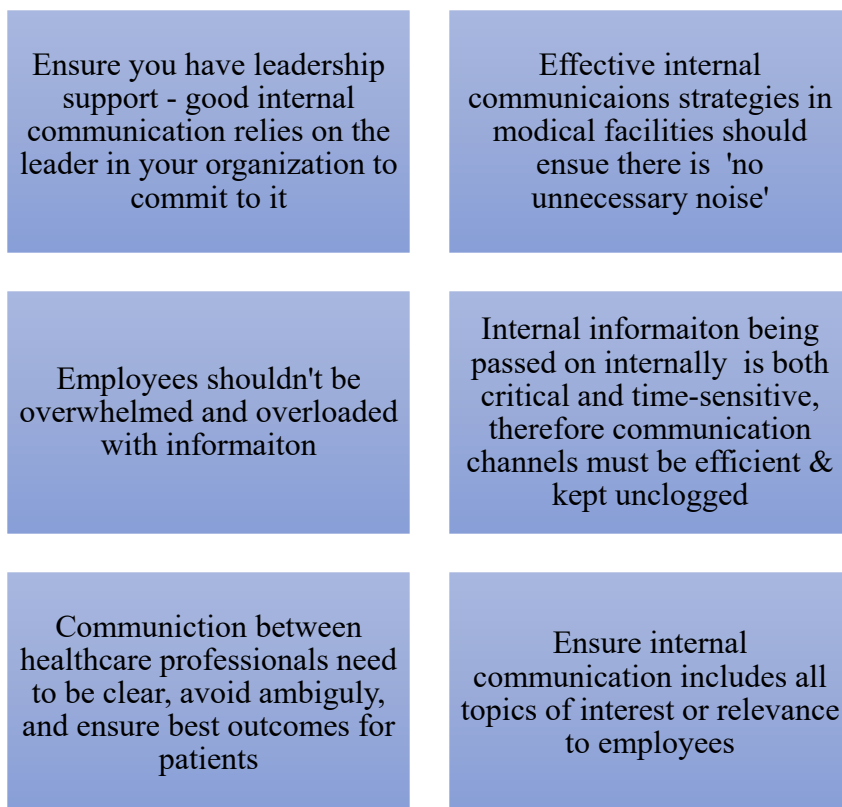 Ensure you have leadership
support - good internal
communication relies on the
leader in your organization to
commit to it
Effective internal
communicaions strategies in
modical facilities should
ensue there is  'no
unnecessary noise'
Employees shouldn't be
overwhelmed and overloaded
with informaiton
Internal informaiton being
passed on internally  is both
critical and time-sensitive,
therefore communication
channels must be efficient &
kept unclogged
Communiction between
healthcare professionals need
to be clear, avoid ambiguly,
and ensure best outcomes for
patients
Ensure internal
communication includes all
topics of interest or relevance
to employees